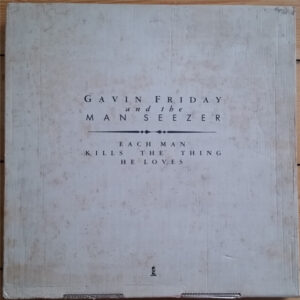 GAVIN FRIDAY
and the
MAN SEEZER
EACH MAN
KILLS THE THING
HE LOVES